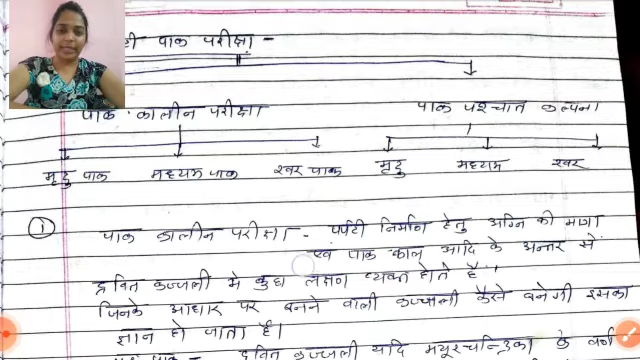 पाक परीक्षा -
पाक कालीन परीक्षा
पाक पश्चात कल्पना
मृदु पाक मध्यम पाक खर पाक मृदु मध्यम खर
① पाक कालीन परीक्षा - पर्पटी निर्माण हेतु अग्नि की मात्रा
एवं पाक काल आदि के अन्तर से
द्रवित कज्जली मे कुछ लक्षण व्यक्त होते है"
जिनके आधार पर बनने वाली कज्जली कैसे बनेगी इसका
ज्ञान हो जाता है।
पाक - द्रवित कज्जली यदि मयूरचन्द्रिका के वर्ण